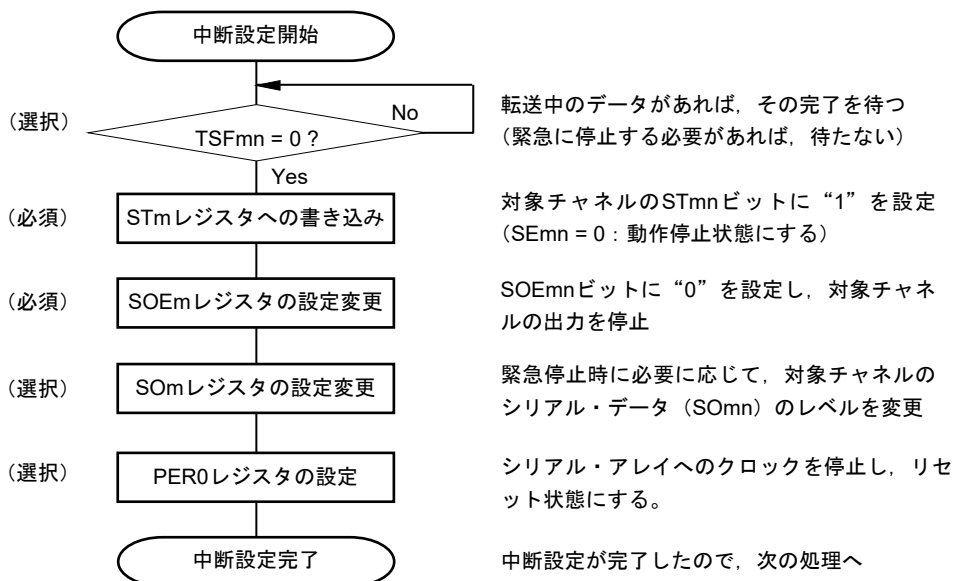 中断設定開始
（選択）
TSFmn = 0 ?
No
転送中のデータがあれば，その完了を待つ
（緊急に停止する必要があれば，待たない）
Yes
（必須）
STmレジスタへの書き込み
対象チャネルのSTmnビットに“1”を設定
（SEmn = 0：動作停止状態にする）
（必須）
SOEmレジスタの設定変更
SOEmnビットに“0”を設定し，対象チャネ
ルの出力を停止
（選択）
SOmレジスタの設定変更
緊急停止時に必要に応じて，対象チャネルの
シリアル・データ（SOmn）のレベルを変更
（選択）
PER0レジスタの設定
シリアル・アレイへのクロックを停止し，リセ
ット状態にする。
中断設定完了
中断設定が完了したので，次の処理へ